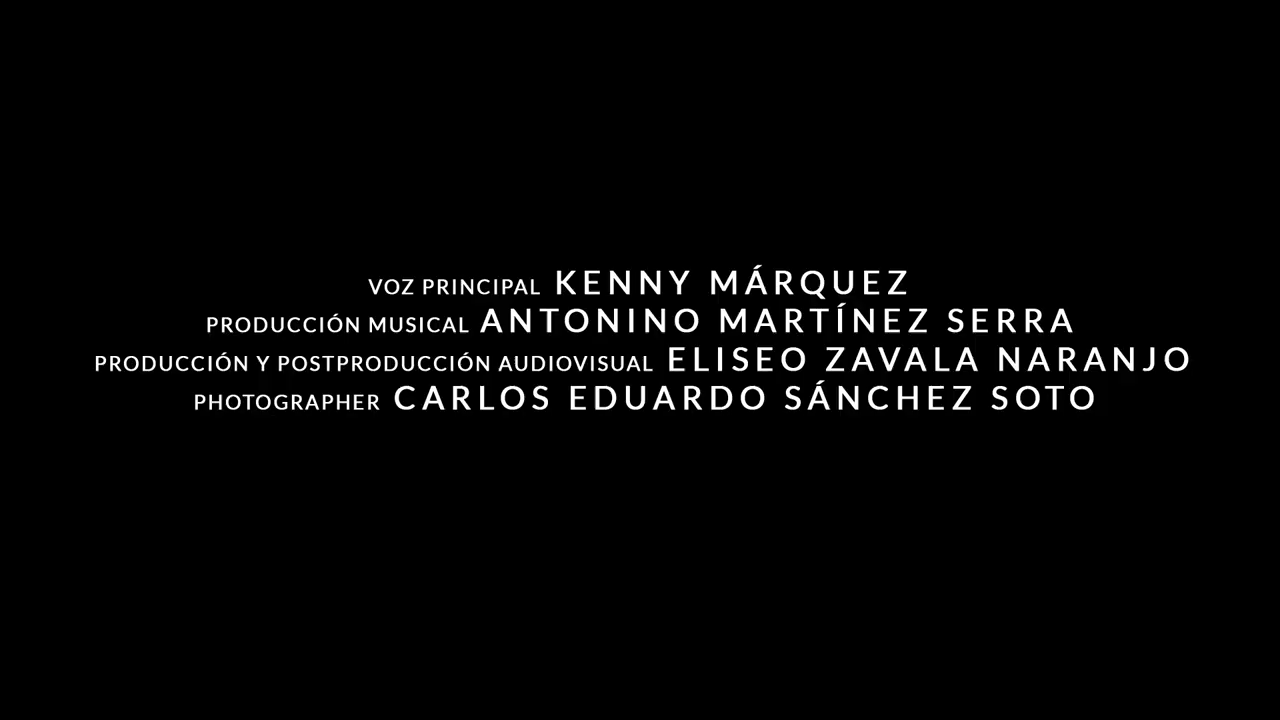 VOZ PRINCIPAL KENNY MÁRQUEZ
PRODUCCIÓN MUSICAL ANTONINO MARTÍNEZ SERRA
PRODUCCIÓN Y POSTPRODUCCIÓN AUDIOVISUAL ELISEO ZAVALA NARANJO
PHOTOGRAPHER CARLOS EDUARDO SÁNCHEZ SOTO